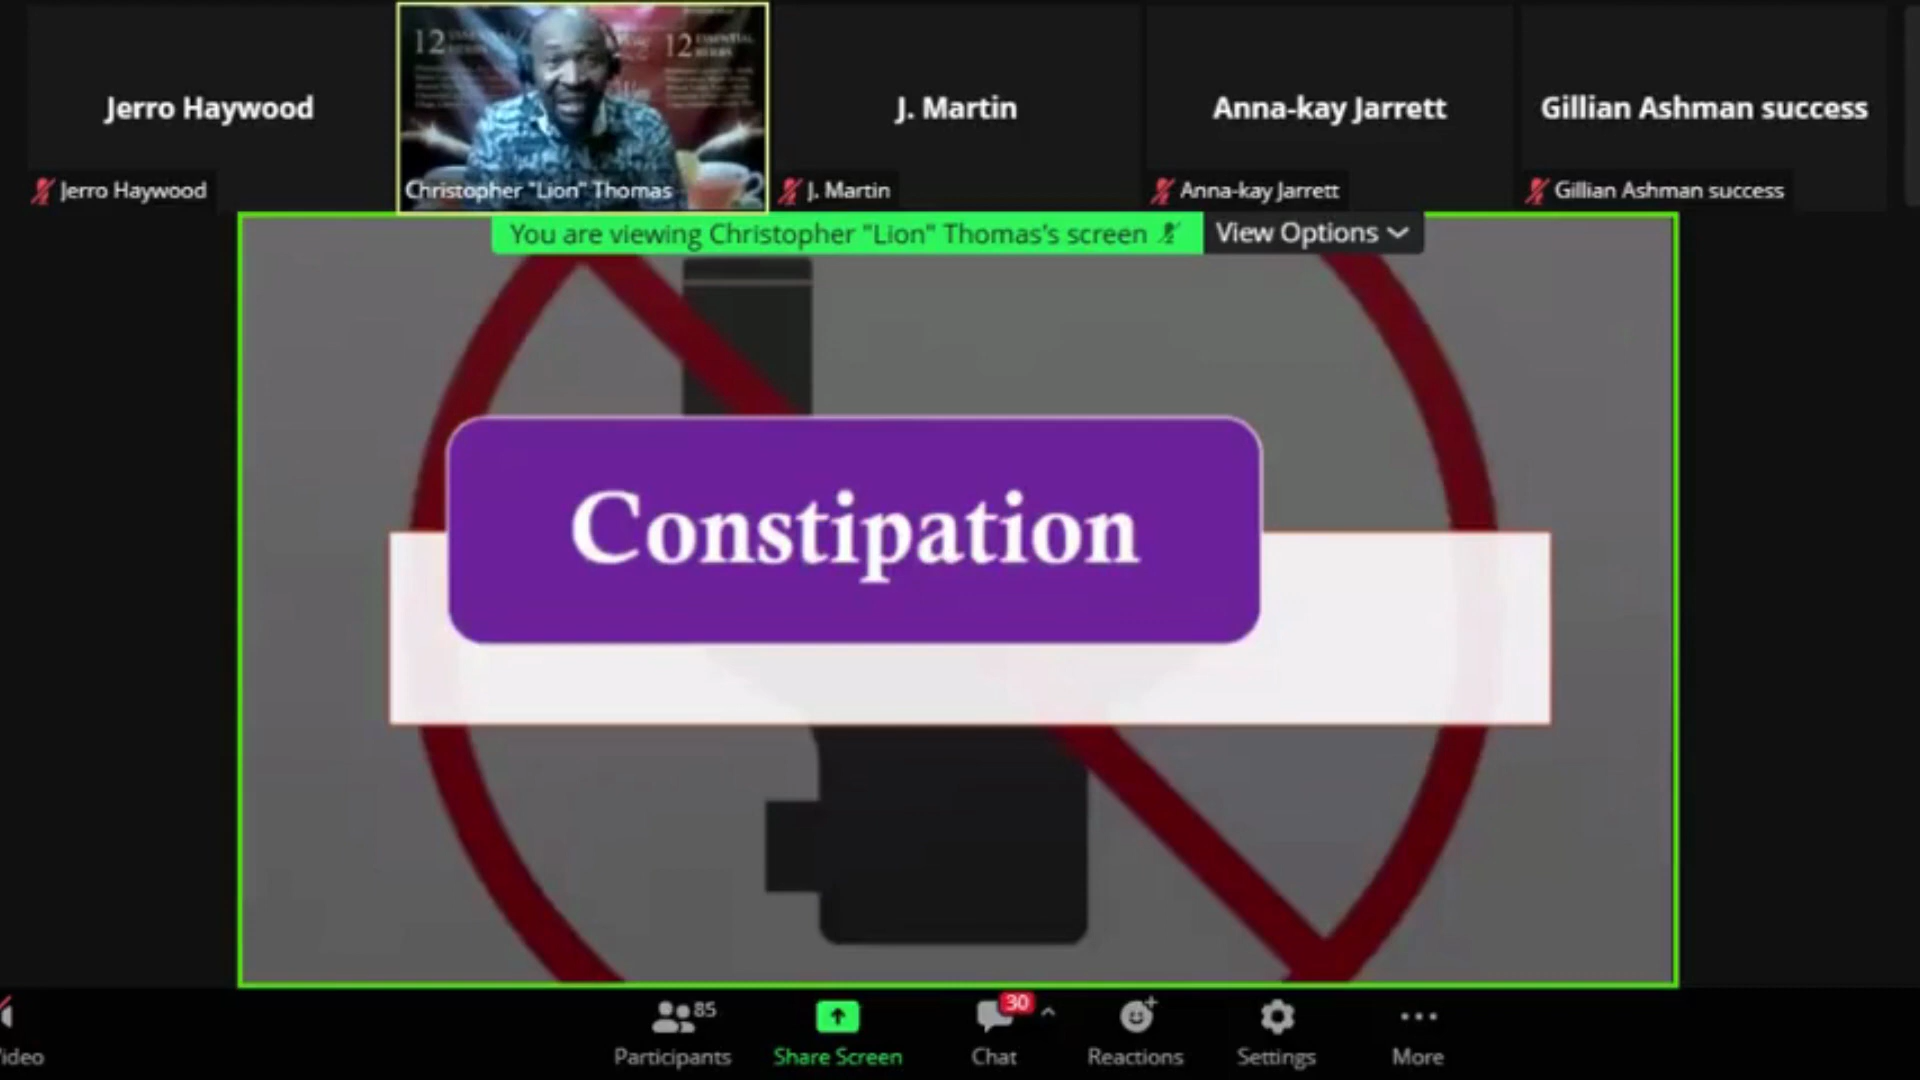 Jerro Haywood
J. Martin
Anna-kay Jarrett
Gillian Ashman success
12
12
Jerro Haywood
Christopher "Lion" Thomas
J. Martin
Anna-kay Jarrett
Gillian Ashman success
You are viewing Christopher "Lion" Thomas's screen
View Options
Constipation
85
30
Participants
Share Screen
Chat
Reactions
Settings
More